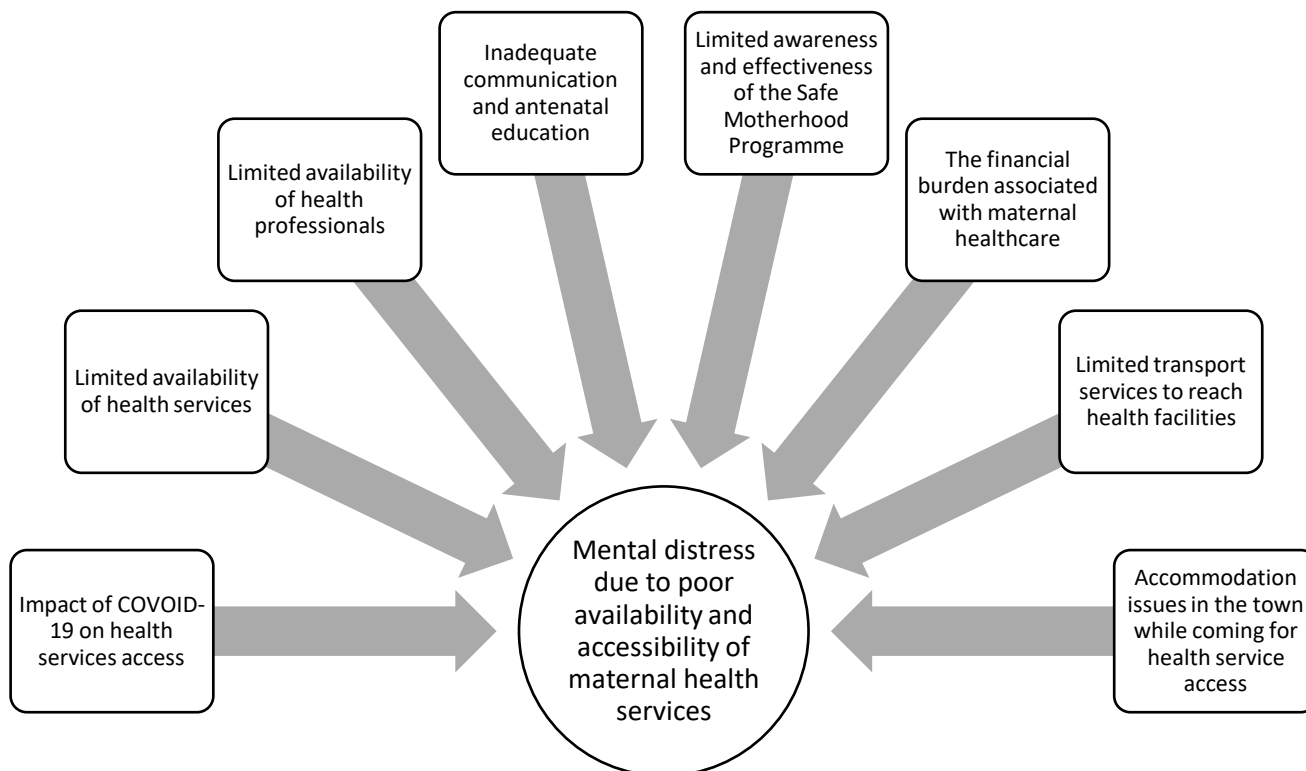 Inadequate
communication
and antenatal
education
Limited awareness
and effectiveness
of the Safe
Motherhood
Programme
Limited availability
of health
professionals
The financial
burden associated
with maternal
healthcare
Limited availability
of health services
Limited transport
services to reach
health facilities
Impact of COVOID-
19 on health
services access
Mental distress
due to poor
availability and
accessibility of
maternal health
services
Accommodation
issues in the town
while coming for
health service
access